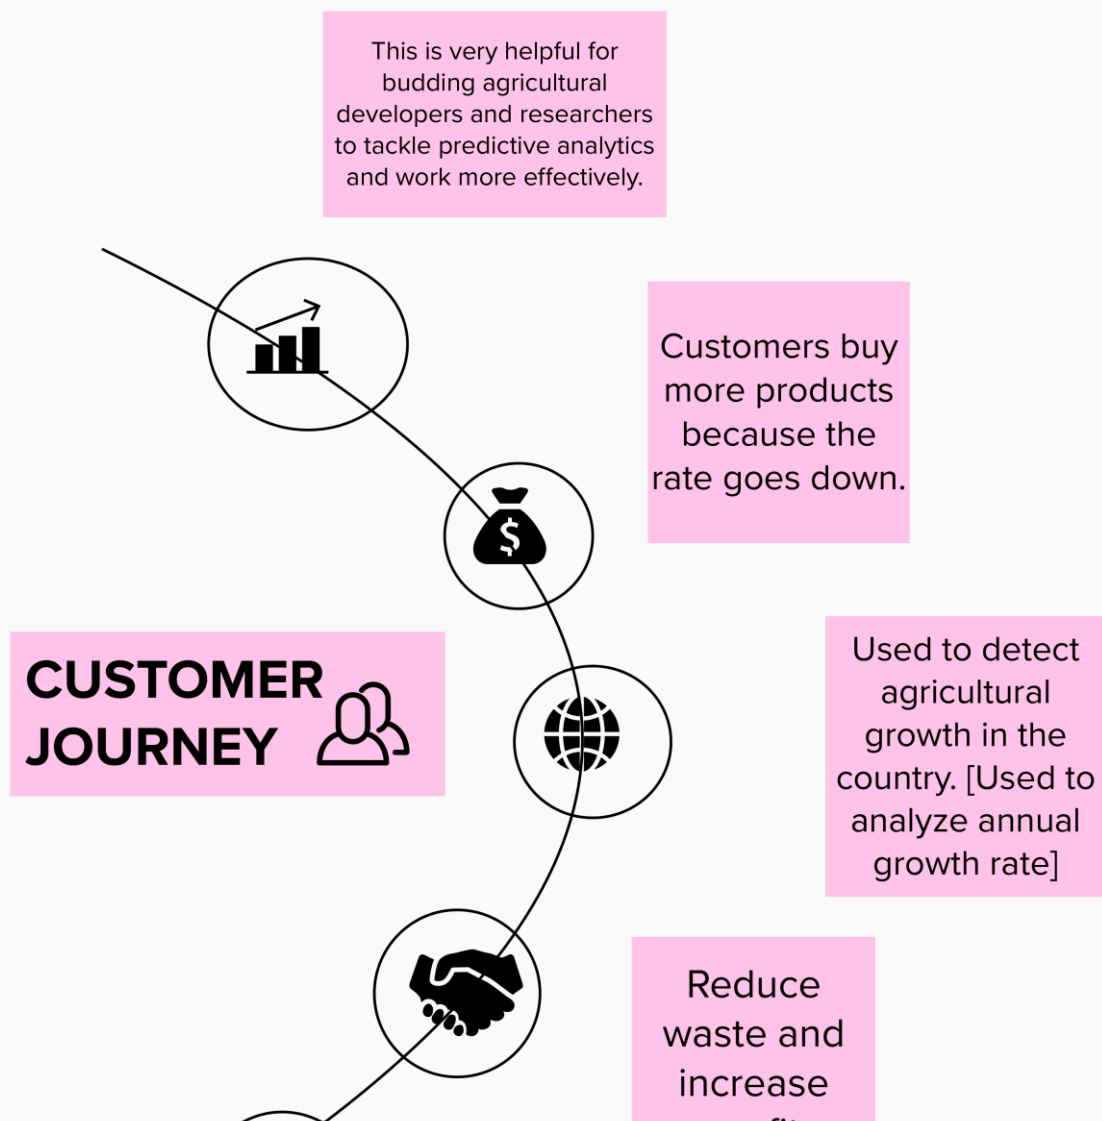 This is very helpful for
budding agricultural
developers and researchers
to tackle predictive analytics
and work more effectively.
Customers buy
more products
because the
rate goes down.
$
CUSTOMER
JOURNEY
Used to detect
agricultural
growth in the
country. [Used to
analyze annual
growth rate]
Reduce
waste and
increase